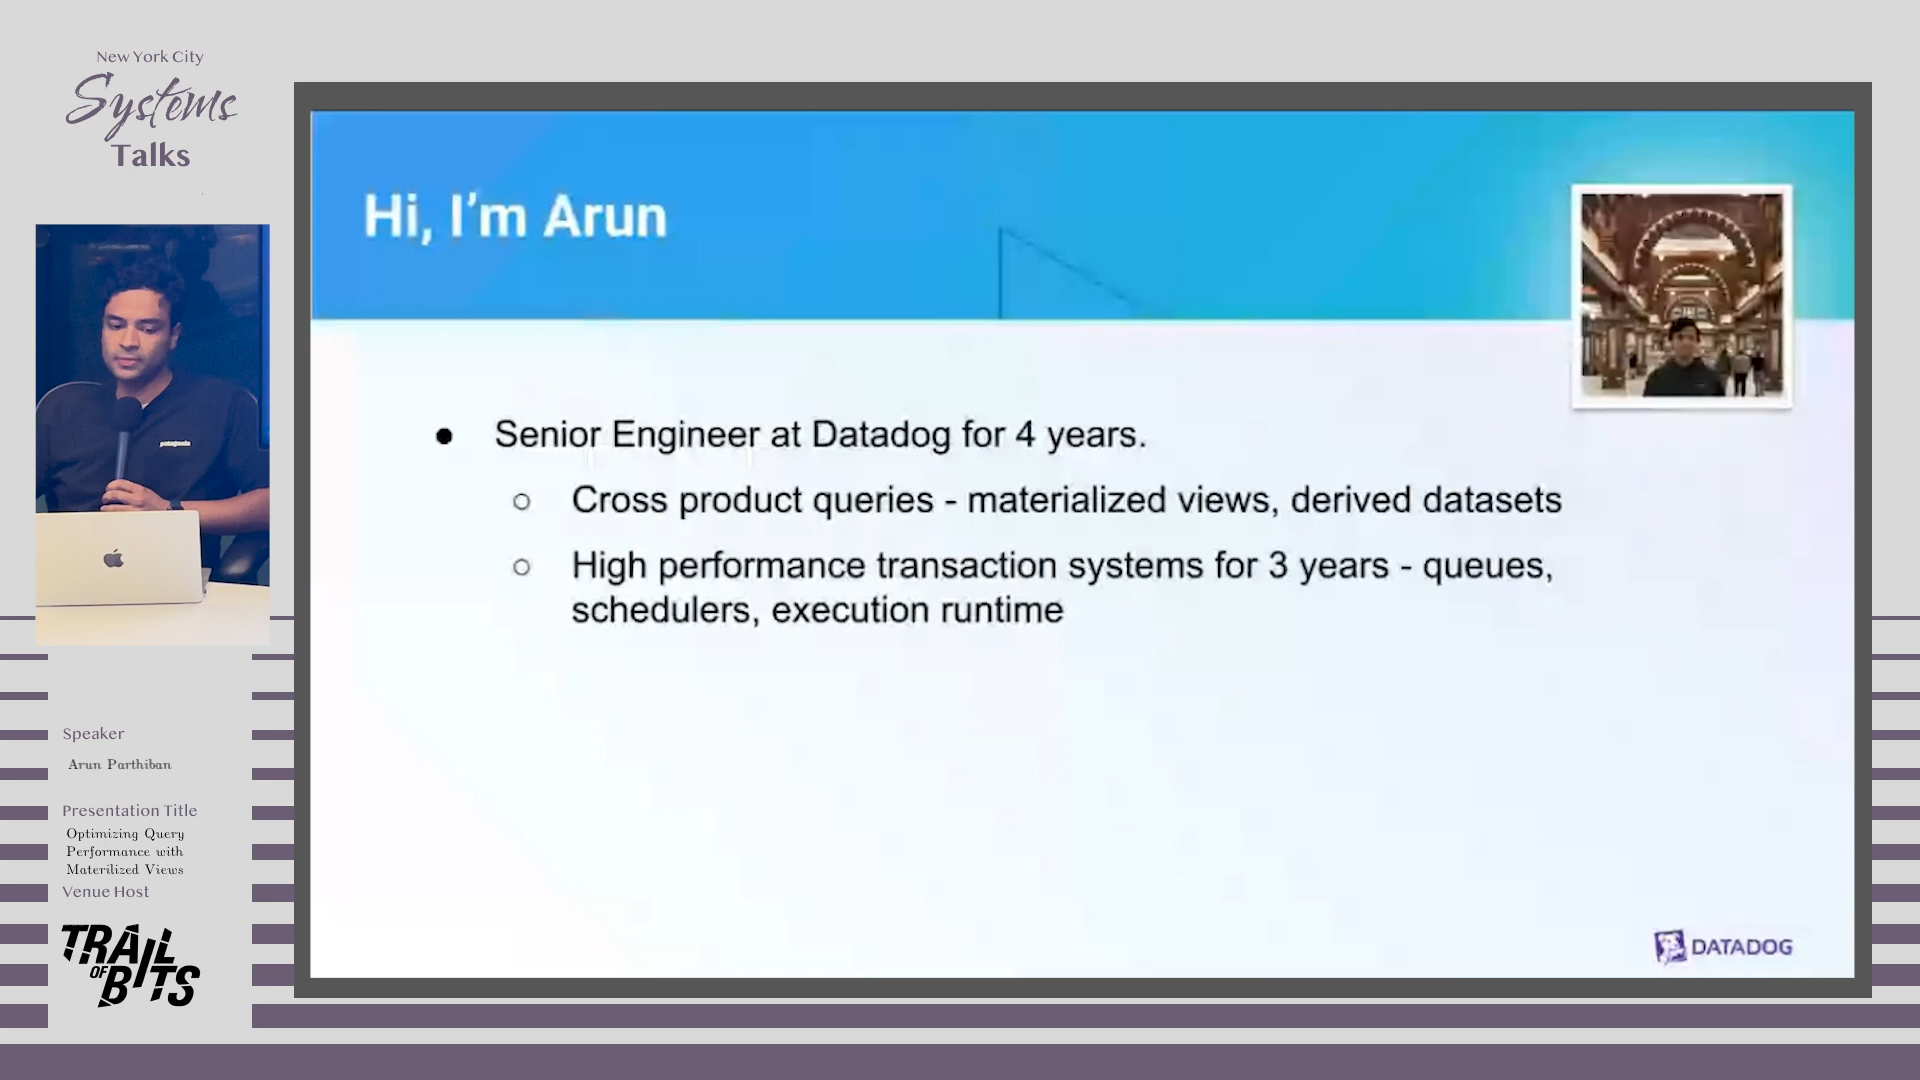 New York City
Systems
Talks
patagonia
Speaker
Arun Parthiban
Presentation Title
Optimizing Query
Performance with
Materilized Views
Venue Host
TRAIL
OF
BITS
Hi, I’m Arun
● Senior Engineer at Datadog for 4 years.
○ Cross product queries - materialized views, derived datasets
○ High performance transaction systems for 3 years - queues,
schedulers, execution runtime
DATADOG